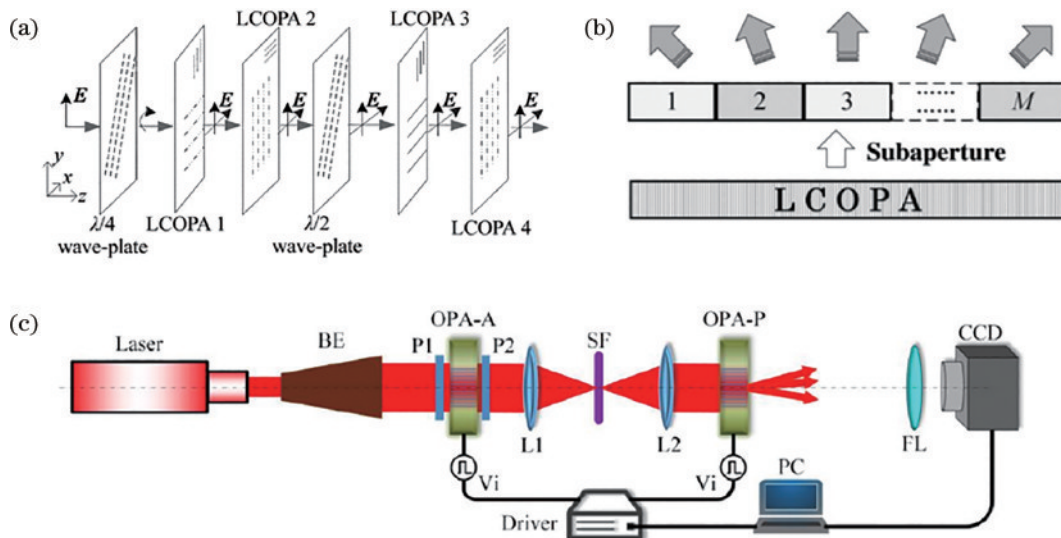 (a)
LCOPA 2
LCOPA 3
E
E
E
E
E
E
y
x
z
λ/4
wave-plate
LCOPA 1
λ/2
wave-plate
LCOPA 4
(b)
1
2
3
M
Subaperture
LCOPA
(c)
Laser
BE
P1
OPA-A
P2
SF
OPA-P
CCD
L1
L2
FL
Vi
Vi
PC
Driver